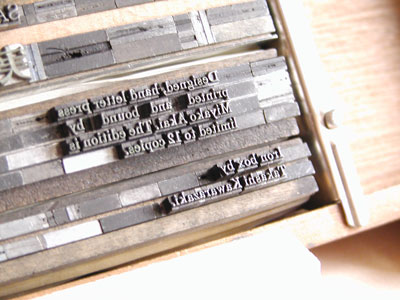 Designed, hand letter press
printed and bound by
Miyako Akai. The edition is
limited to 12 copies.
Iron box by
Takashi Kawarazaki.